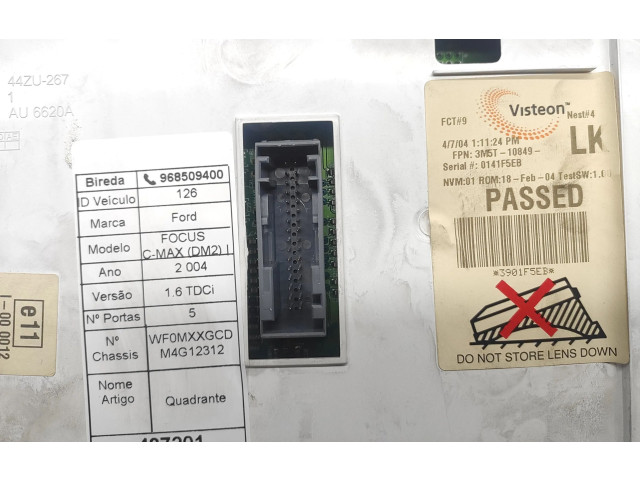 44ZU-267
1
AU 6620A
Bireda 968509400
ID Veículo 126
Marca Ford
Modelo FOCUS C-MAX (DM2) |
Ano 2 004
Versão 1.6 TDCi
Nº Portas 5
Nº Chassis WF0MXXGCD M4G12312
Nome Artigo Quadrante
e11
FCT#9
Visteon
Nest#4
4/7/04 1:11:24 PM
LK
FPN: 3M5T-10849-
Serial #: 0141F5EB
NVM:01 ROM:18-Feb-04 TestSW:1.00
PASSED
*3901F5EB*
DO NOT STORE LENS DOWN